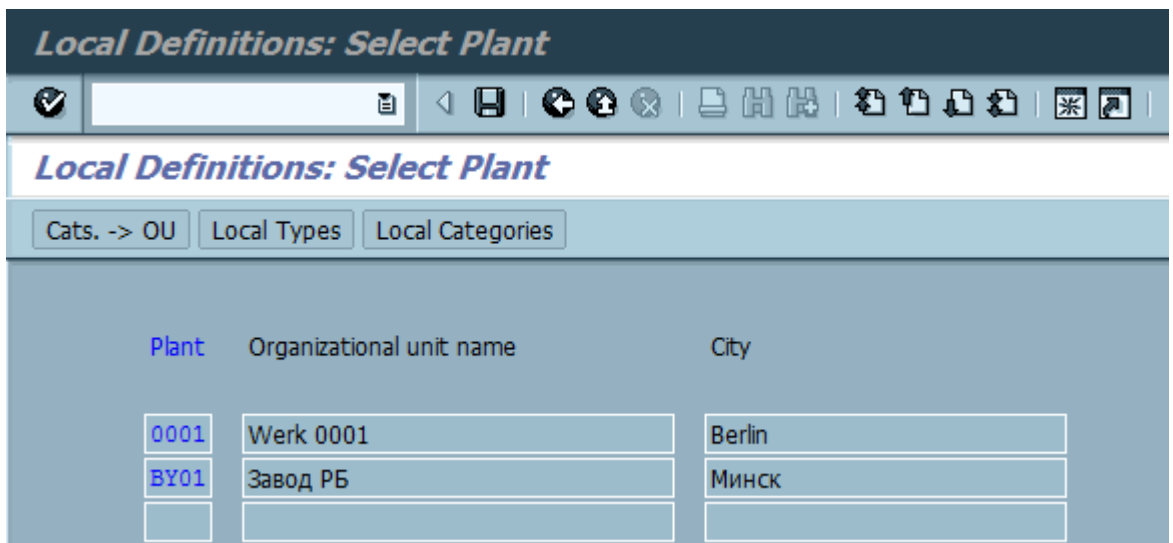 Local Definitions: Select Plant
Local Definitions: Select Plant
Cats. -> OU Local Types Local Categories
Plant Organizational unit name City
0001 Werk 0001 Berlin
BY01 Завод РБ Минск